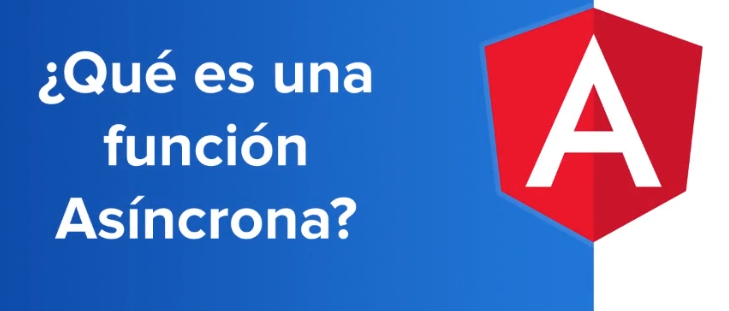 ¿Qué es una
función
Asíncrona?
A